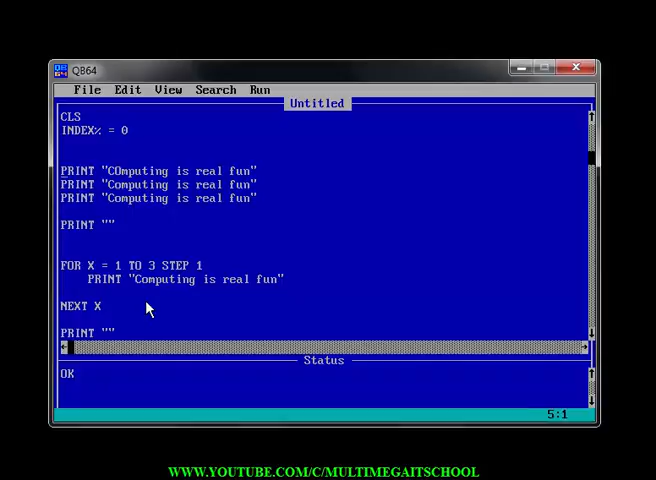 QB64
File Edit View Search Run
Untitled
CLS
INDEX% = 0
PRINT "COmputing is real fun"
PRINT "Computing is real fun"
PRINT "Computing is real fun"
PRINT ""
FOR X = 1 TO 3 STEP 1
PRINT "Computing is real fun"
NEXT X
PRINT ""
Status
OK
5:1
WWW.YOUTUBE.COM/C/MULTIMEGAITSCHOOL